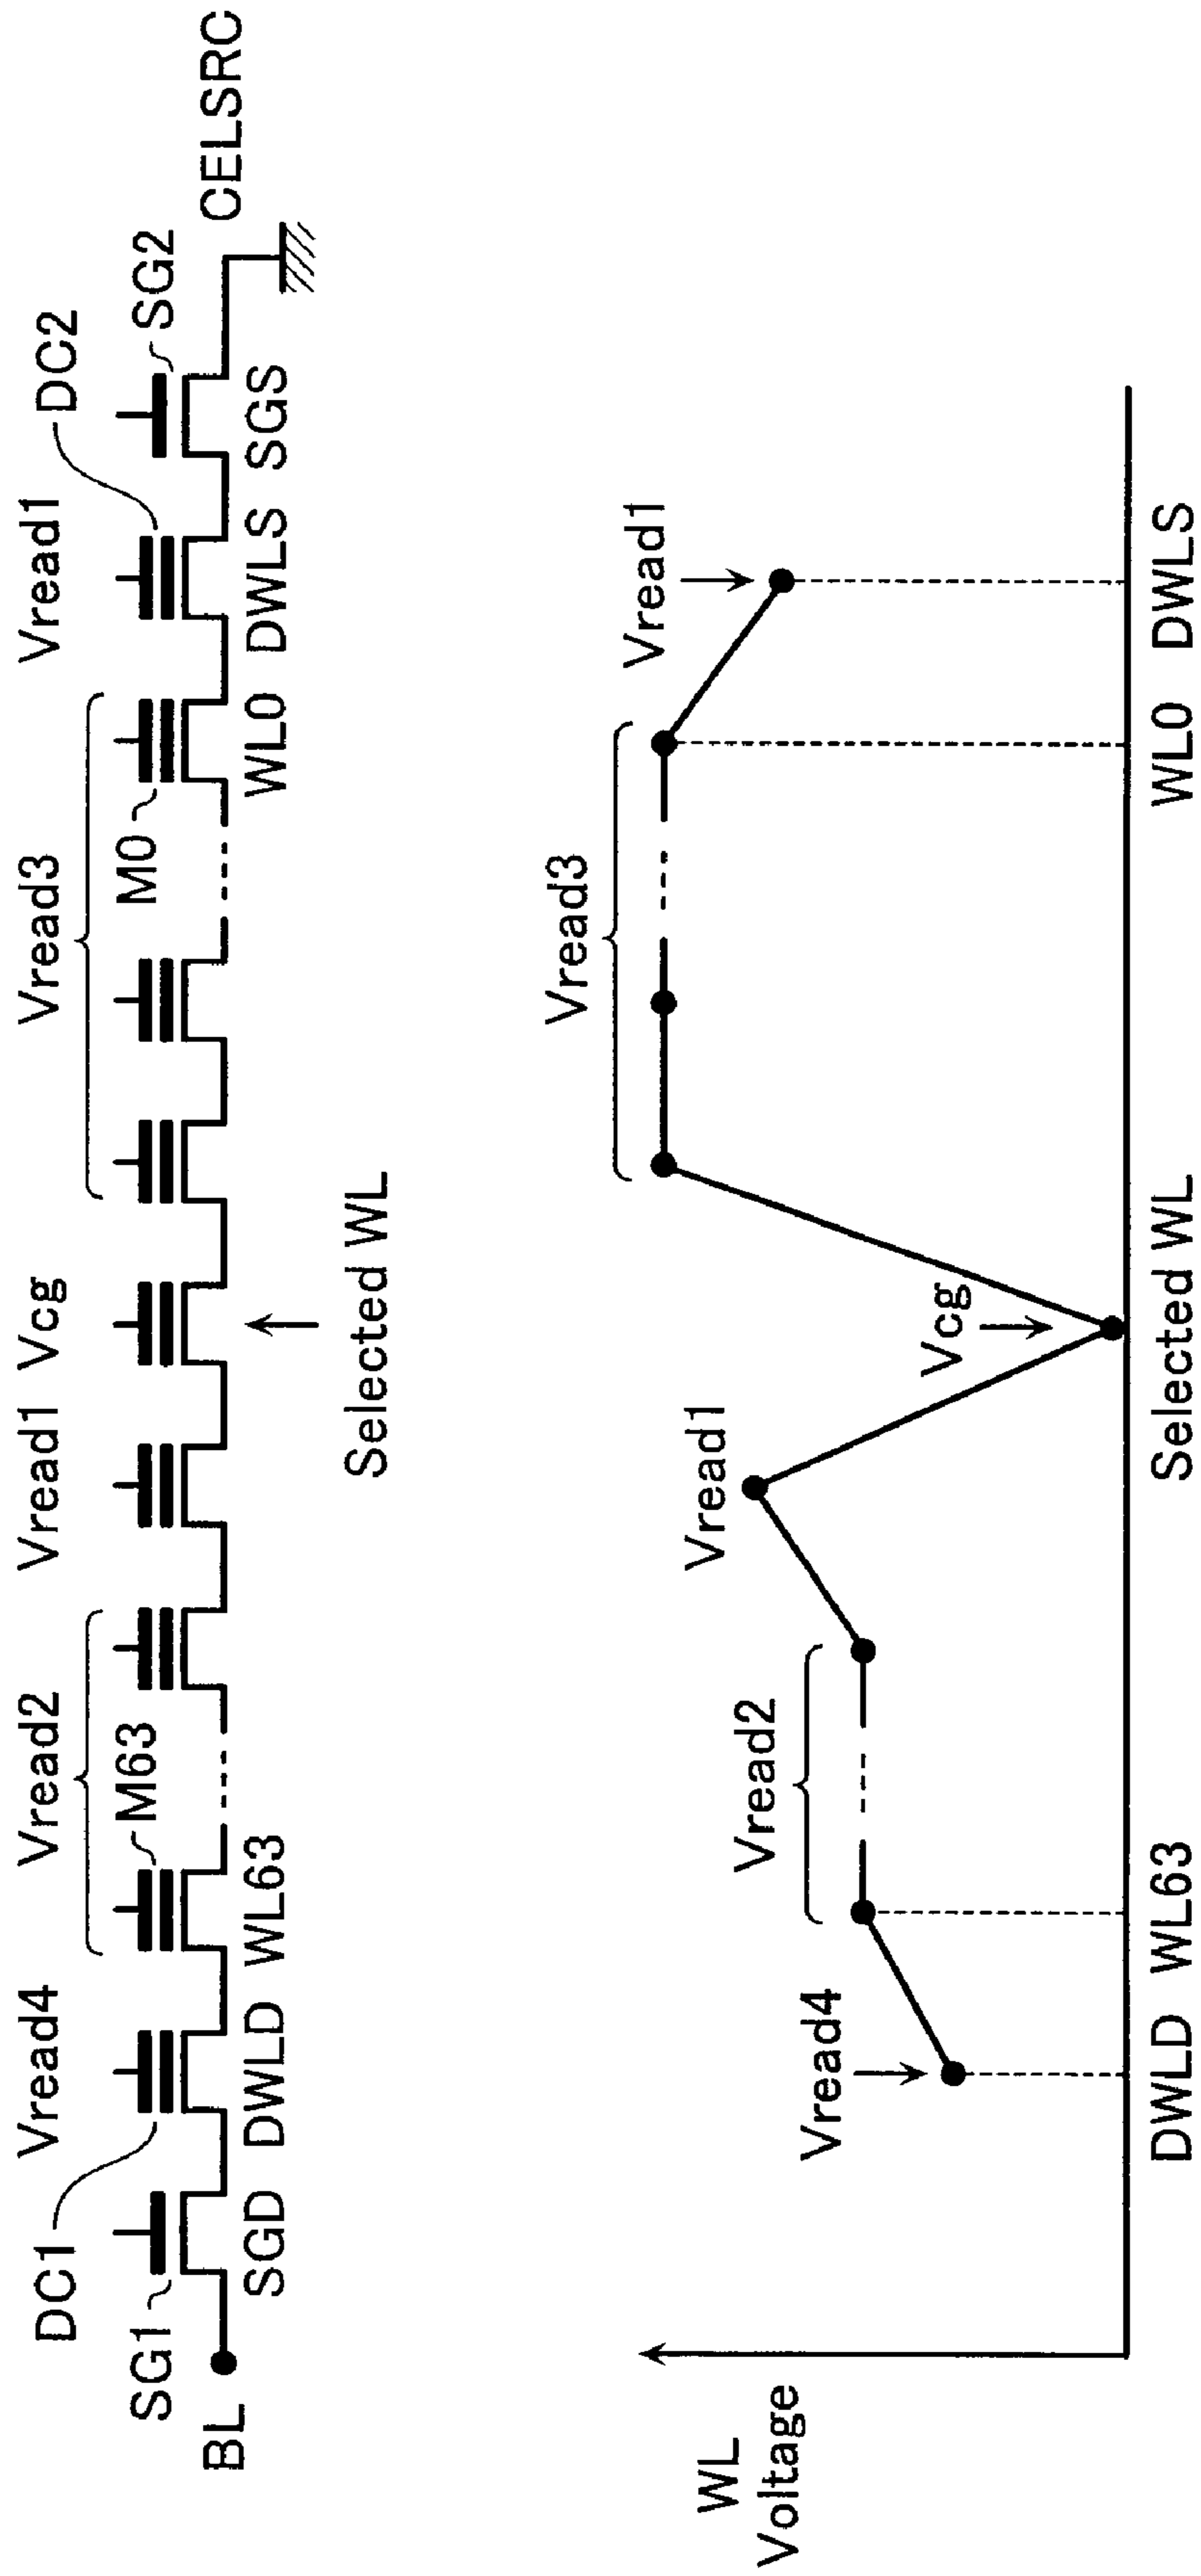 DC1
Vread4
Vread2
Vread1
Vcg
Vread3
Vread1
DC2
SG1
M63
M0
SG2
BL
SGD
DWLD
WL63
WL0
DWLS
SGS
CELSRC
Selected WL
WL
Voltage
Vread4
Vread2
Vread1
Vcg
Vread3
Vread1
DWLD
WL63
Selected WL
WL0
DWLS